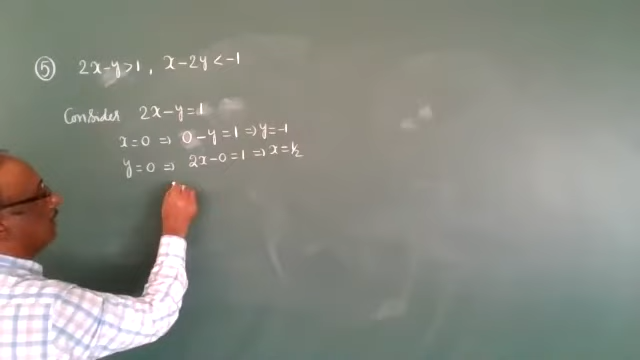 ⑤ 2x-y>1, x-2y<-1
Consider 2x-y=1
x=0 ⇒ 0-y=1 ⇒ y=-1
y=0 ⇒ 2x-0=1 ⇒ x=1/2